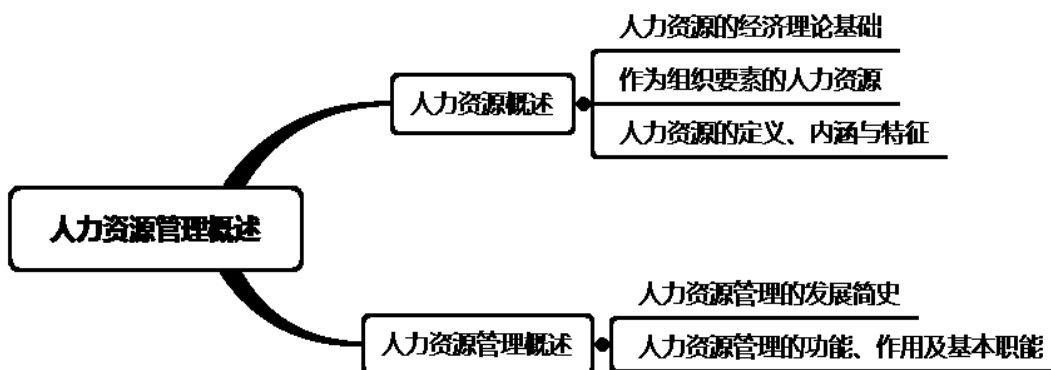 人力资源管理概述
人力资源概述
人力资源的经济理论基础
作为组织要素的人力资源
人力资源的定义、内涵与特征
人力资源管理概述
人力资源管理的发展简史
人力资源管理的功能、作用及基本职能